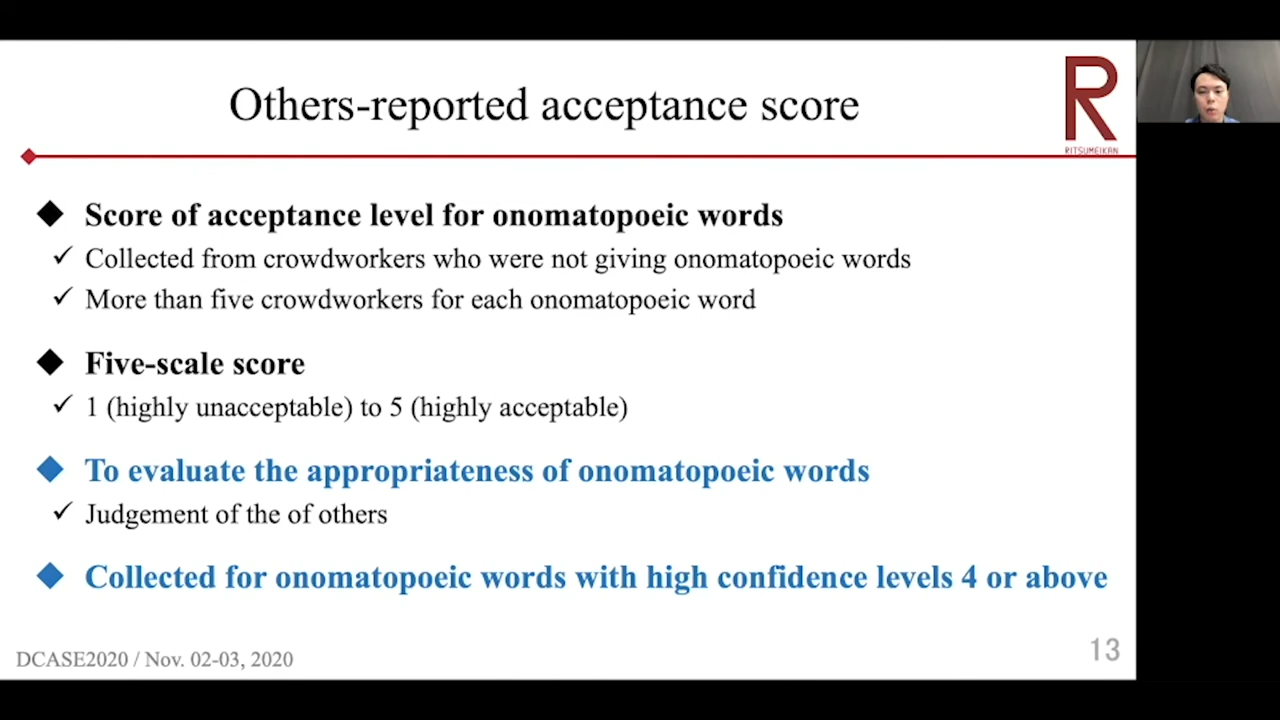 Others-reported acceptance score
R
RITSUMEIKAN
Score of acceptance level for onomatopoeic words
Collected from crowdworkers who were not giving onomatopoeic words
More than five crowdworkers for each onomatopoeic word
Five-scale score
1 (highly unacceptable) to 5 (highly acceptable)
To evaluate the appropriateness of onomatopoeic words
Judgement of the of others
Collected for onomatopoeic words with high confidence levels 4 or above
DCASE2020 / Nov. 02-03, 2020
13